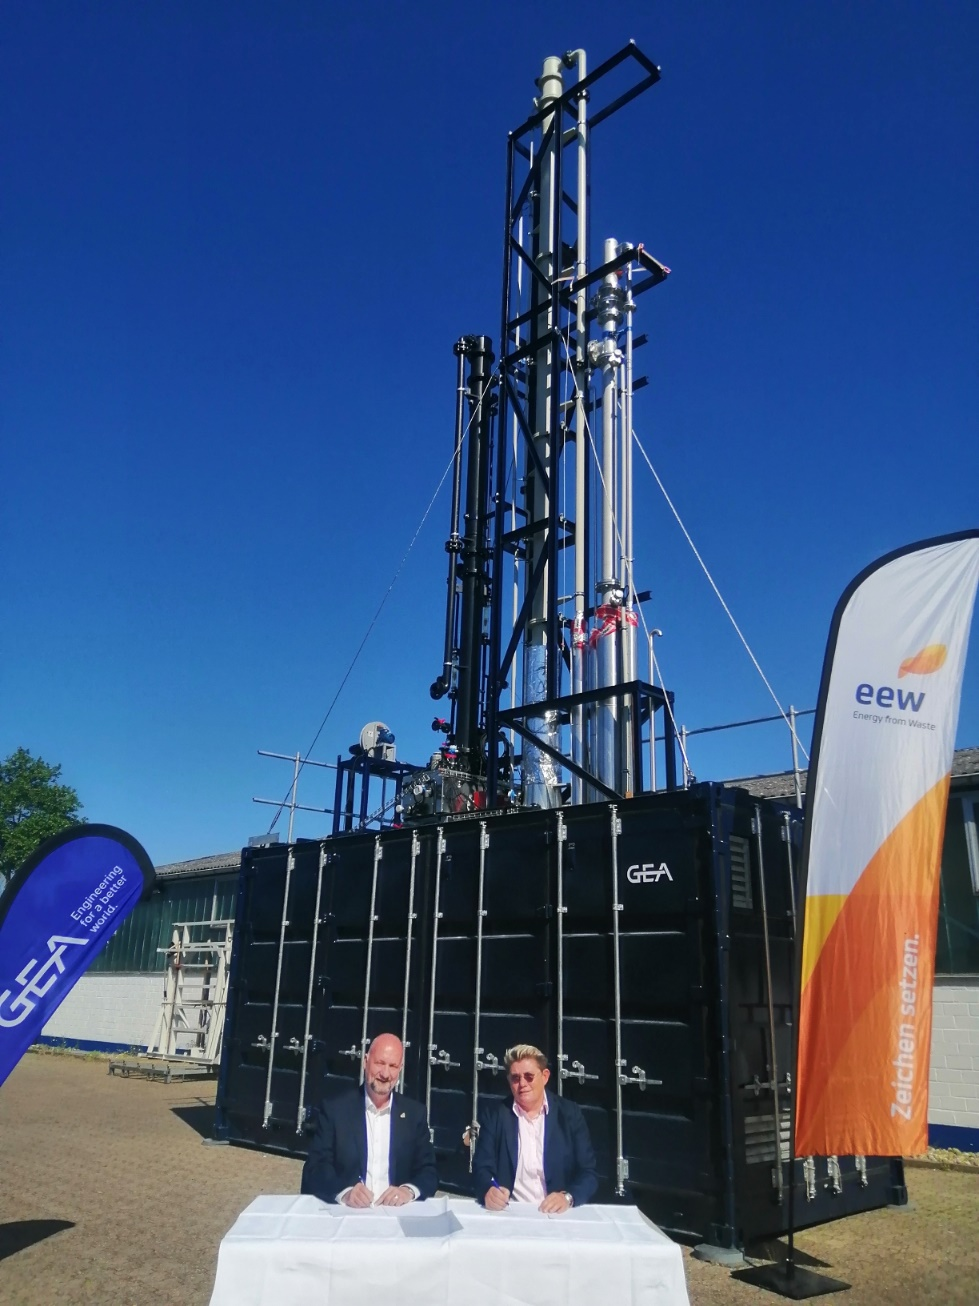 GEA
Engineering
for a better
world.
GEA
eew
Energy from Waste
Zeichen setzen.